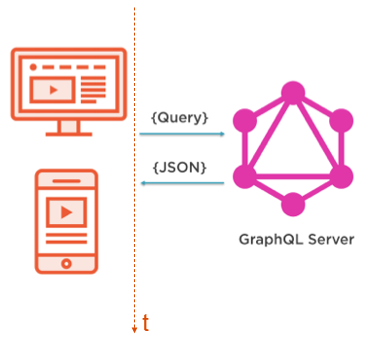 {Query}
{JSON}
GraphQL Server
t